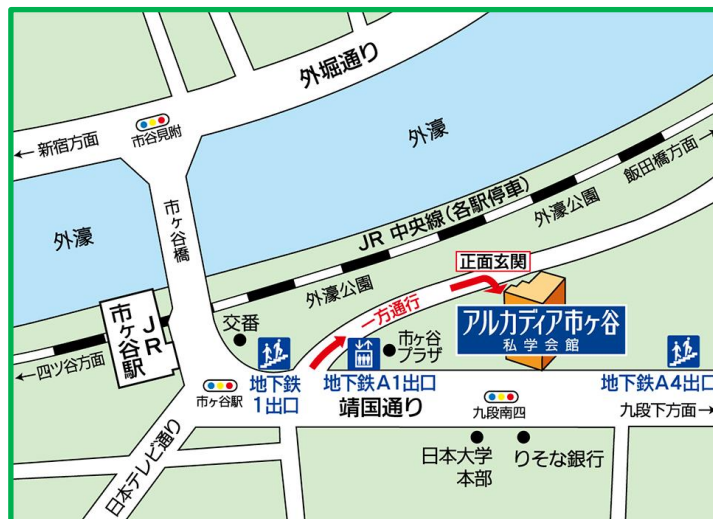 外堀通り
市谷見附
← 新宿方面
外濠
飯田橋方面 →
市ヶ谷橋
外濠
JR 中央線(各駅停車)
外濠公園
正面玄関
外濠公園
一方通行
アルカディア市ヶ谷
私学会館
JR
市ヶ谷駅
交番
市ヶ谷
プラザ
← 四ツ谷方面
市ヶ谷駅
地下鉄
1出口
地下鉄A1出口
地下鉄A4出口
靖国通り
九段南四
九段下方面→
日本テレビ通り
日本大学
本部
りそな銀行